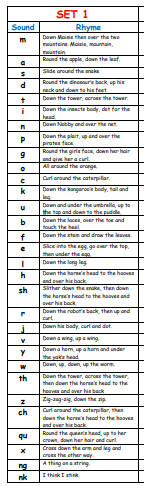 SET 1
Sound Rhyme
m Down Maisie then over the two
mountains. Maisie, mountain,
mountain.
a Round the apple, down the leaf.
s Slide around the snake
d Round the dinosaur's back, up his
neck and down to his feet.
t Down the tower, across the tower,
i Down the insects body, dot for the
head.
n Down Nobby and over the net.
p Down the plait, up and over the
pirates face.
g Round the girls face, down her hair
and give her a curl.
o All around the orange.
c Curl around the caterpillar.
k Down the kangaroo's body, tail and
leg.
u Down and under the umbrella, up to
the top and down to the puddle.
b Down the laces, over the toe and
touch the heel.
f Down the stem and draw the leaves.
e Slice into the egg, go over the top,
then under the egg.
l Down the long leg.
h Down the horse's head to the hooves
and over his back.
sh Slither down the snake, then down
the horse's head to the hooves and
over his back.
r Down the robot's back, then up and
curl.
j Down his body, curl and dot.
v Down a wing, up a wing.
y Down a horn, up a horn and under
the yak's head.
w Down, up, down, up the worm.
th Down the tower, across the tower,
then down the horse's head to the
hooves and over his back
z Zig-zag-zig, down the zip.
ch Curl around the caterpillar, then
down the horse's head to the hooves
and over his back.
qu Round the queen's head, up to her
crown, down her hair and curl.
x Cross down the arm and leg and
cross the other way.
ng A thing on a string.
nk I think I stink.